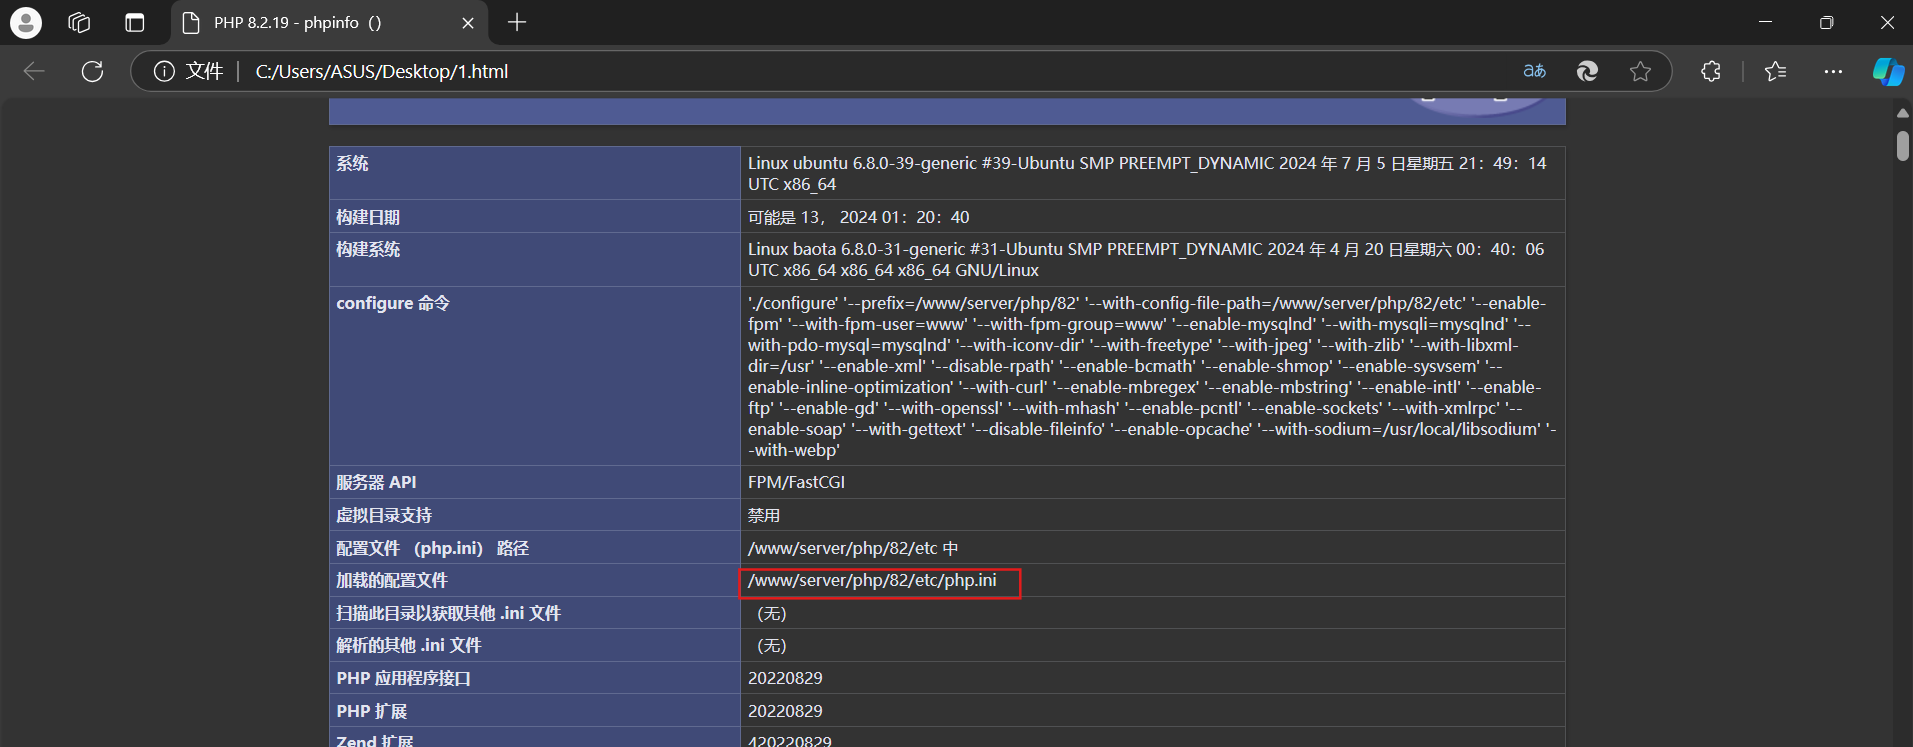 PHP 8.2.19 - phpinfo（）
文件
C:/Users/ASUS/Desktop/1.html
aあ
系统
Linux ubuntu 6.8.0-39-generic #39-Ubuntu SMP PREEMPT_DYNAMIC 2024 年 7 月 5 日星期五 21：49：14
UTC x86_64
构建日期
可能是 13， 2024 01：20：40
构建系统
Linux baota 6.8.0-31-generic #31-Ubuntu SMP PREEMPT_DYNAMIC 2024 年 4 月 20 日星期六 00：40：06
UTC x86_64 x86_64 x86_64 GNU/Linux
configure 命令
'./configure' '--prefix=/www/server/php/82' '--with-config-file-path=/www/server/php/82/etc' '--enable-
fpm' '--with-fpm-user=www' '--with-fpm-group=www' '--enable-mysqlnd' '--with-mysqli=mysqlnd' '--
with-pdo-mysql=mysqlnd' '--with-iconv-dir' '--with-freetype' '--with-jpeg' '--with-zlib' '--with-libxml-
dir=/usr' '--enable-xml' '--disable-rpath' '--enable-bcmath' '--enable-shmop' '--enable-sysvsem' '--
enable-inline-optimization' '--with-curl' '--enable-mbregex' '--enable-mbstring' '--enable-intl' '--enable-
ftp' '--enable-gd' '--with-openssl' '--with-mhash' '--enable-pcntl' '--enable-sockets' '--with-xmlrpc' '--
enable-soap' '--with-gettext' '--disable-fileinfo' '--enable-opcache' '--with-sodium=/usr/local/libsodium' '-
-with-webp'
服务器 API
FPM/FastCGI
虚拟目录支持
禁用
配置文件 （php.ini） 路径
/www/server/php/82/etc 中
加载的配置文件
/www/server/php/82/etc/php.ini
扫描此目录以获取其他 .ini 文件
（无）
解析的其他 .ini 文件
（无）
PHP 应用程序接口
20220829
PHP 扩展
20220829
Zend 扩展
420220829